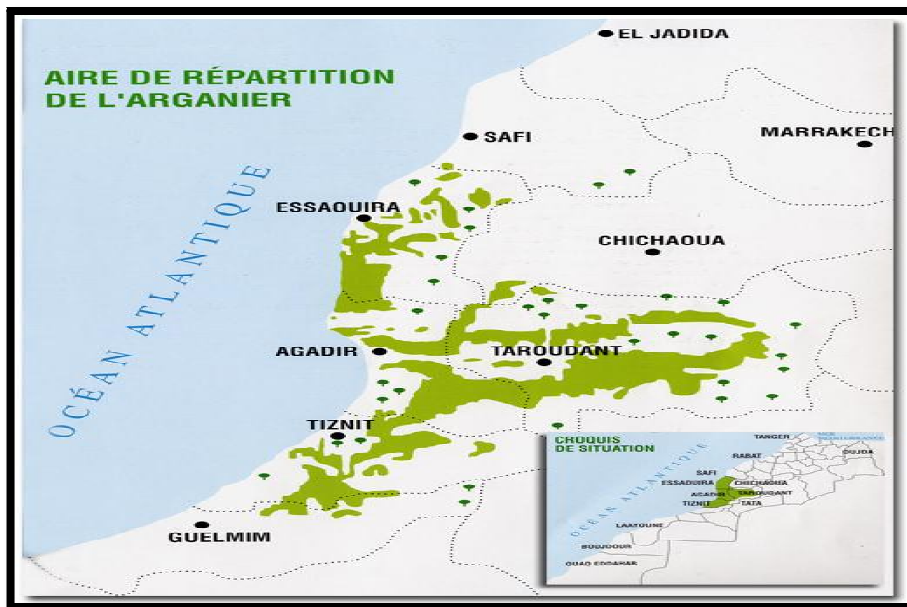 AIRE DE RÉPARTITION
DE L'ARGANIER
EL JADIDA
SAFI
MARRAKECH
ESSAOUIRA
CHICHAOUA
OCÉAN ATLANTIQUE
AGADIR
TAROUDANT
TIZNIT
GUELMIM
CROQUIS
DE SITUATION
TANGER
OUJDA
RABAT
SAFI
ESSAOUIRA
CHICHAOUA
AGADIR
TAROUDANT
TIZNIT
TATA
OCÉAN ATLANTIQUE
LAAYOUNE
BOUJDOUR
OUAD EDDAHAB